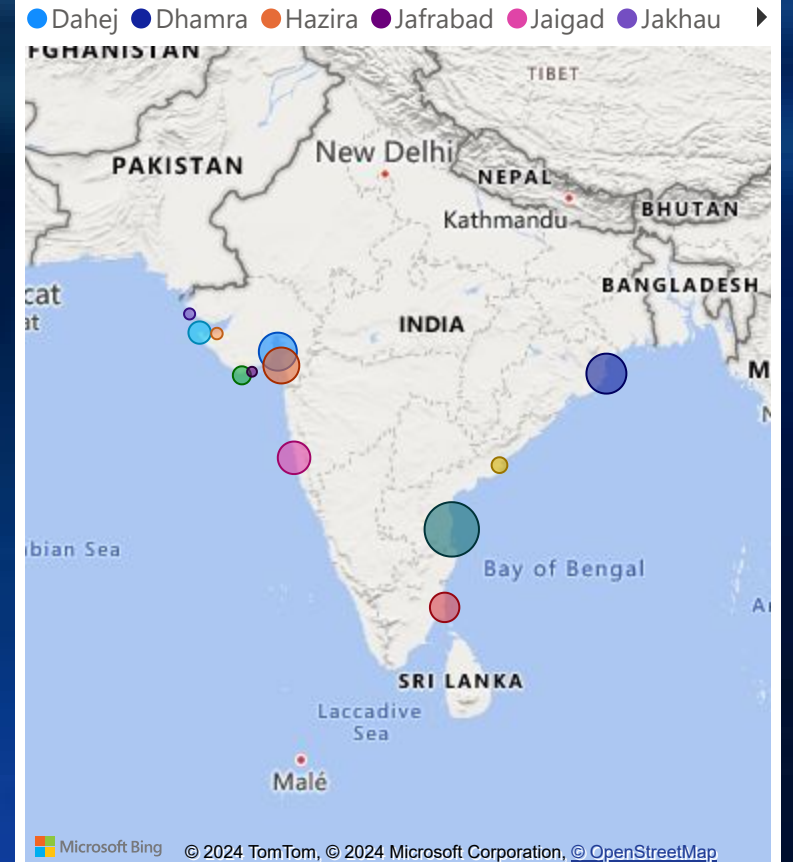 Dahej Dhamra Hazira Jafrabad Jaigad Jakhau
FGHANISTAN
TIBET
New Delhi
PAKISTAN
NEPAL
BHUTAN
Kathmandu
BANGLADESH
cat
at
INDIA
M
N
bian Sea
Bay of Bengal
A
SRI LANKA
Laccadive
Sea
Malé
Microsoft Bing © 2024 TomTom, © 2024 Microsoft Corporation, © OpenStreetMap